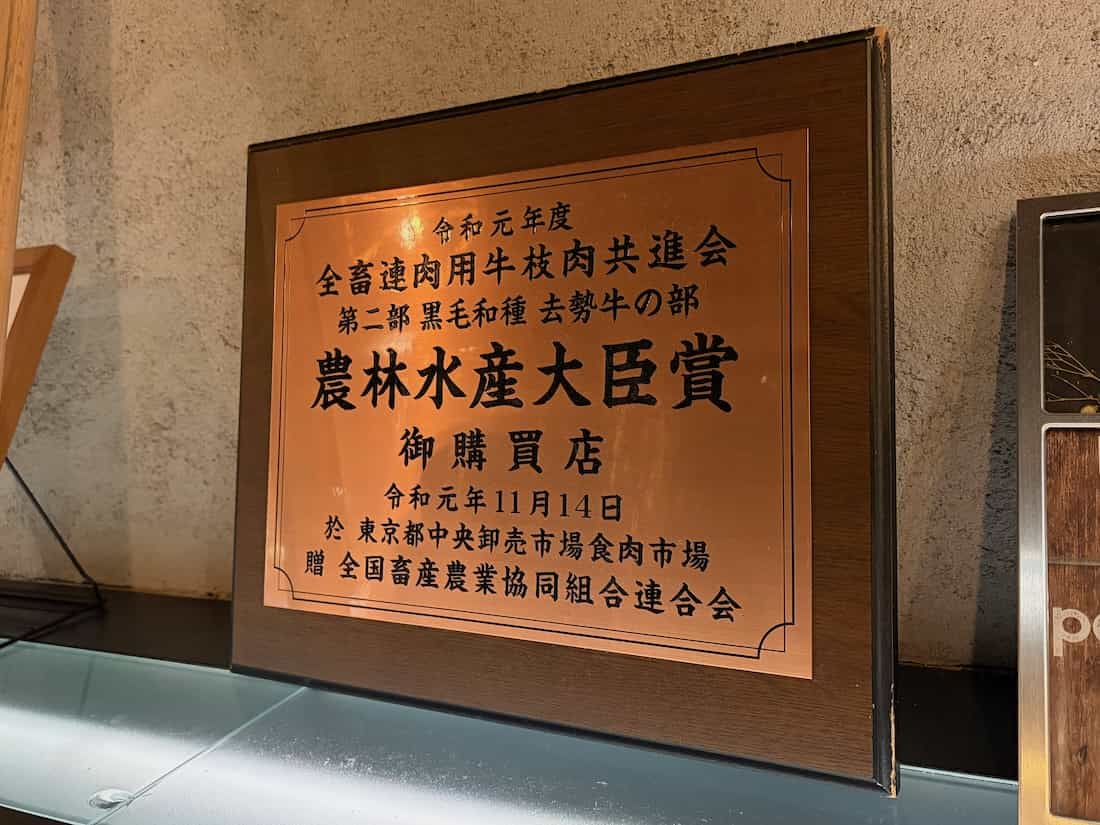 令和元年度
全畜連肉用牛枝肉共進会
第二部 黒毛和種 去勢牛の部
農林水産大臣賞
御購買店
令和元年11月14日
於 東京都中央卸売市場食肉市場
贈 全国畜産農業協同組合連合会